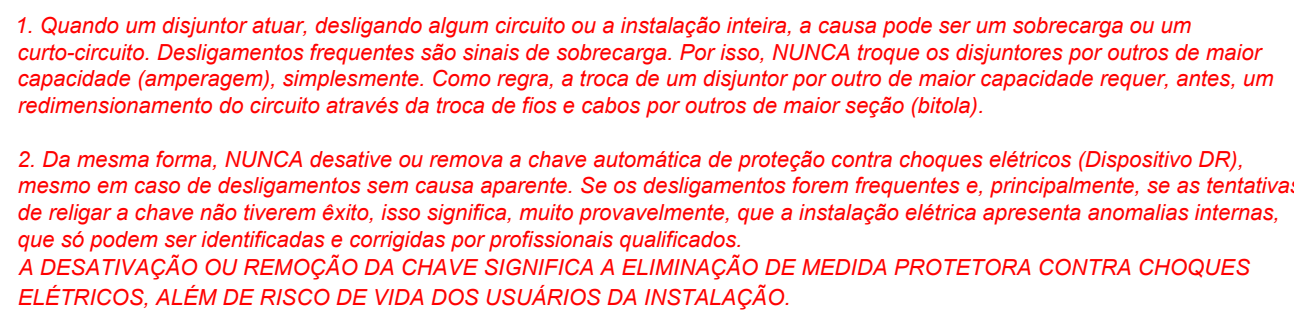 1. Quando um disjuntor atuar, desligando algum circuito ou a instalação inteira, a causa pode ser um sobrecarga ou um
curto-circuito. Desligamentos frequentes são sinais de sobrecarga. Por isso, NUNCA troque os disjuntores por outros de maior
capacidade (amperagem), simplesmente. Como regra, a troca de um disjuntor por outro de maior capacidade requer, antes, um
redimensionamento do circuito através da troca de fios e cabos por outros de maior seção (bitola).
2. Da mesma forma, NUNCA desative ou remova a chave automática de proteção contra choques elétricos (Dispositivo DR),
mesmo em caso de desligamentos sem causa aparente. Se os desligamentos forem frequentes e, principalmente, se as tentativas
de religar a chave não tiverem êxito, isso significa, muito provavelmente, que a instalação elétrica apresenta anomalias internas,
que só podem ser identificadas e corrigidas por profissionais qualificados.
A DESATIVAÇÃO OU REMOÇÃO DA CHAVE SIGNIFICA A ELIMINAÇÃO DE MEDIDA PROTETORA CONTRA CHOQUES
ELÉTRICOS, ALÉM DE RISCO DE VIDA DOS USUÁRIOS DA INSTALAÇÃO.